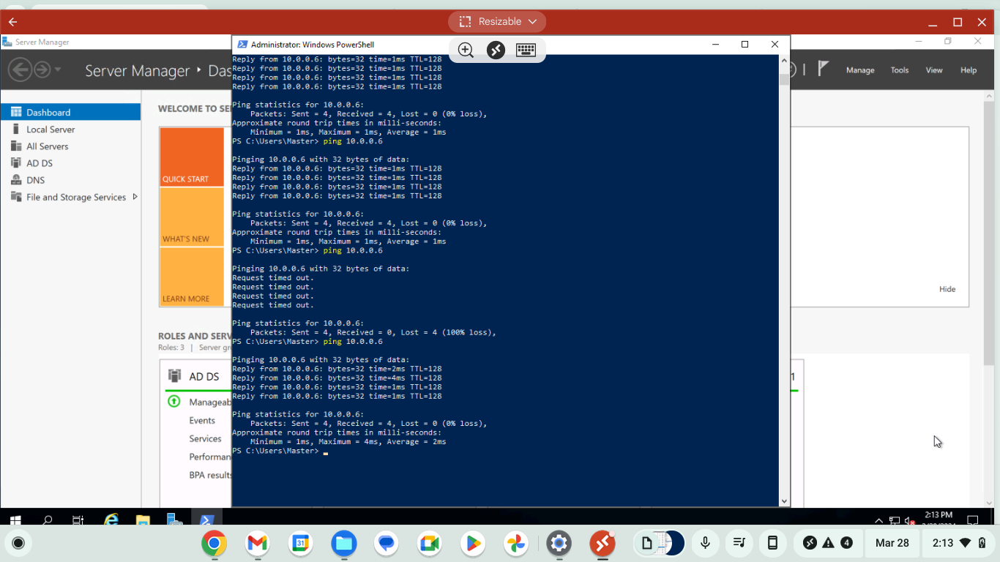 Resizable
Server Manager
Administrator: Windows PowerShell
Server Manager ‣ Das
Manage Tools View Help
Dashboard
Local Server
All Servers
AD DS
DNS
File and Storage Services
WELCOME TO SE
QUICK START
WHAT'S NEW
LEARN MORE
Hide
ROLES AND SERV
Roles: 3 | Server gr
AD DS
1
Manageab
Events
Services
Performan
BPA results
Reply from 10.0.0.6: bytes=32 time=1ms TTL=128
Reply from 10.0.0.6: bytes=32 time=1ms TTL=128
Reply from 10.0.0.6: bytes=32 time=1ms TTL=128
Reply from 10.0.0.6: bytes=32 time=1ms TTL=128
Ping statistics for 10.0.0.6:
Packets: Sent = 4, Received = 4, Lost = 0 (0% loss),
Approximate round trip times in milli-seconds:
Minimum = 1ms, Maximum = 1ms, Average = 1ms
PS C:\Users\Master> ping 10.0.0.6
Pinging 10.0.0.6 with 32 bytes of data:
Reply from 10.0.0.6: bytes=32 time=1ms TTL=128
Reply from 10.0.0.6: bytes=32 time=1ms TTL=128
Reply from 10.0.0.6: bytes=32 time=1ms TTL=128
Reply from 10.0.0.6: bytes=32 time=1ms TTL=128
Ping statistics for 10.0.0.6:
Packets: Sent = 4, Received = 4, Lost = 0 (0% loss),
Approximate round trip times in milli-seconds:
Minimum = 1ms, Maximum = 1ms, Average = 1ms
PS C:\Users\Master> ping 10.0.0.6
Pinging 10.0.0.6 with 32 bytes of data:
Request timed out.
Request timed out.
Request timed out.
Request timed out.
Ping statistics for 10.0.0.6:
Packets: Sent = 4, Received = 0, Lost = 4 (100% loss),
PS C:\Users\Master> ping 10.0.0.6
Pinging 10.0.0.6 with 32 bytes of data:
Reply from 10.0.0.6: bytes=32 time=2ms TTL=128
Reply from 10.0.0.6: bytes=32 time=4ms TTL=128
Reply from 10.0.0.6: bytes=32 time=1ms TTL=128
Reply from 10.0.0.6: bytes=32 time=1ms TTL=128
Ping statistics for 10.0.0.6:
Packets: Sent = 4, Received = 4, Lost = 0 (0% loss),
Approximate round trip times in milli-seconds:
Minimum = 1ms, Maximum = 4ms, Average = 2ms
PS C:\Users\Master>
2:13 PM
31
4
Mar 28
2:13